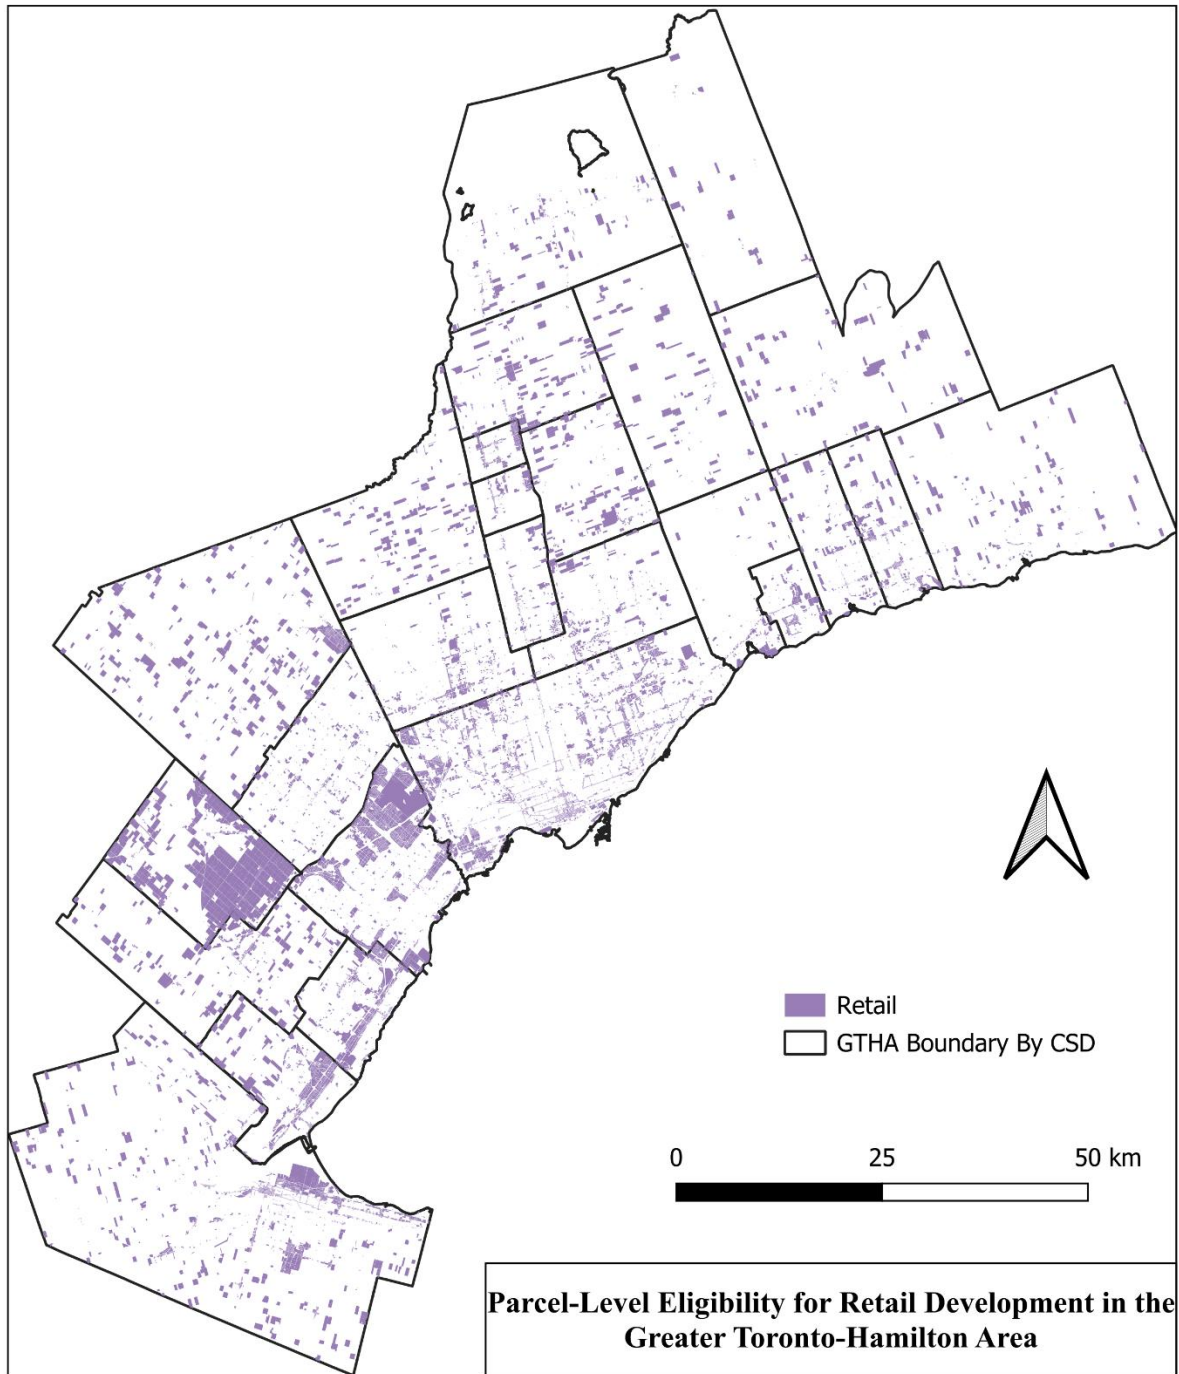 Retail
GTHA Boundary By CSD
0 25 50 km
Parcel-Level Eligibility for Retail Development in the
Greater Toronto-Hamilton Area